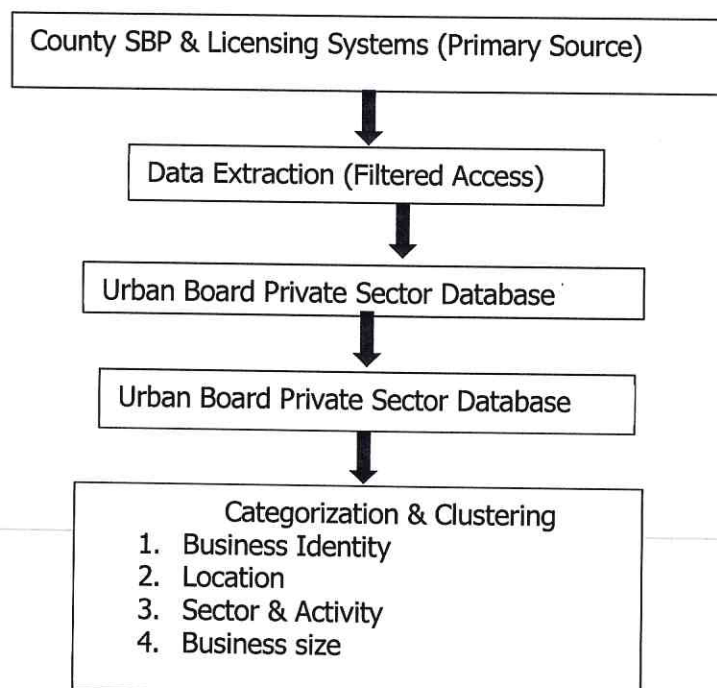 County SBP & Licensing Systems (Primary Source)
Data Extraction (Filtered Access)
Urban Board Private Sector Database
Urban Board Private Sector Database
Categorization & Clustering
1. Business Identity
2. Location
3. Sector & Activity
4. Business size